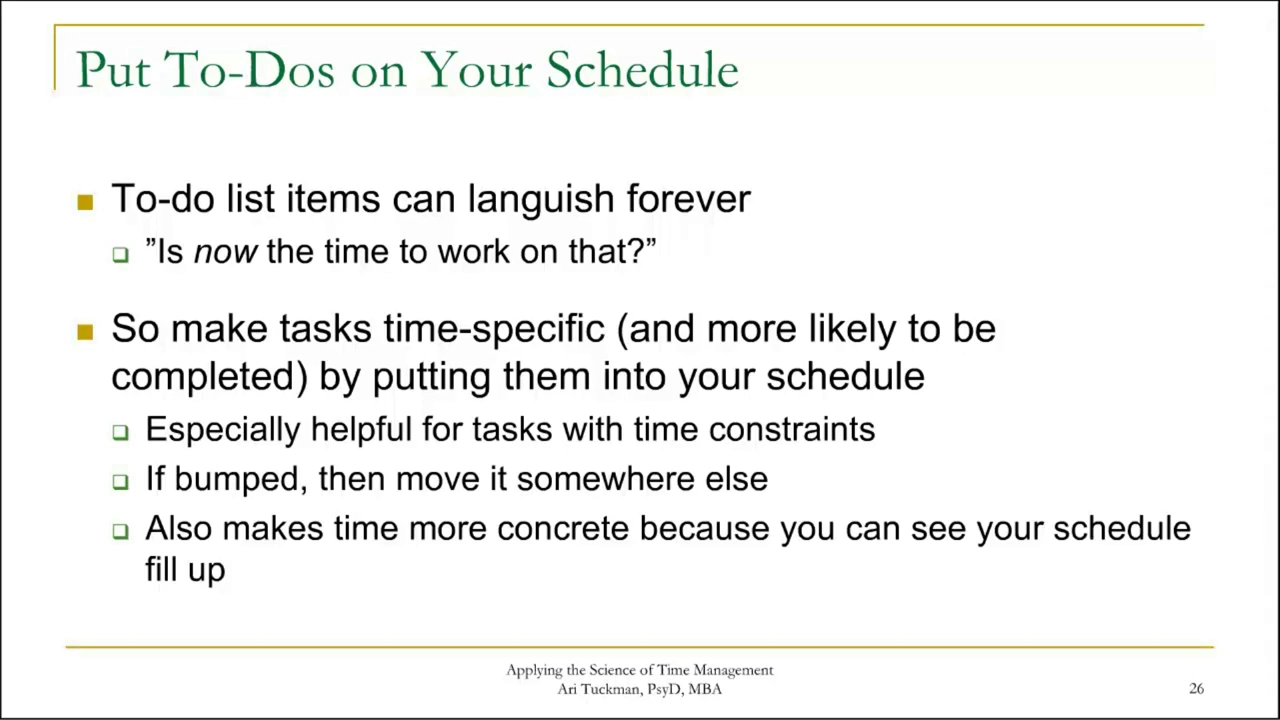 Put To-Dos on Your Schedule
To-do list items can languish forever
”Is now the time to work on that?”
So make tasks time-specific (and more likely to be
completed) by putting them into your schedule
Especially helpful for tasks with time constraints
If bumped, then move it somewhere else
Also makes time more concrete because you can see your schedule
fill up
Applying the Science of Time Management
Ari Tuckman, PsyD, MBA
26